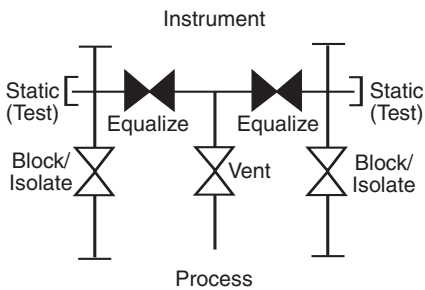 Instrument
Static
(Test)
Equalize
Equalize
Static
(Test)
Block/
Isolate
Vent
Block/
Isolate
Process